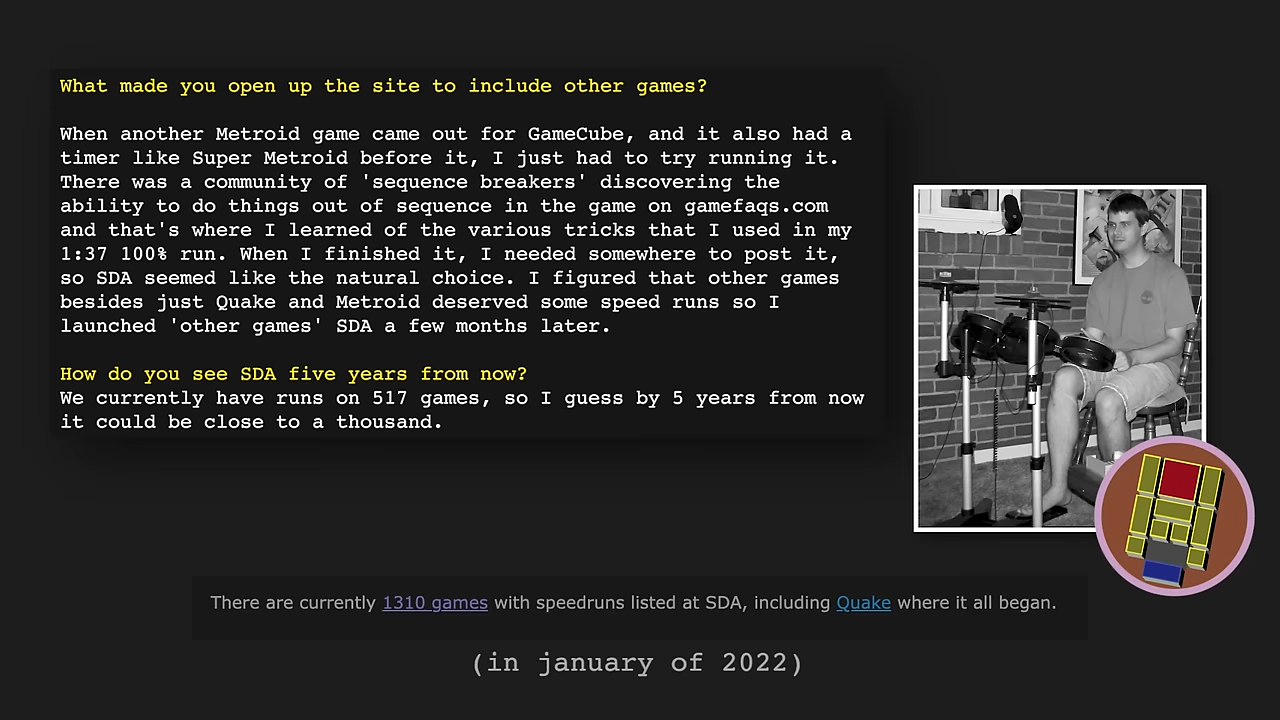 What made you open up the site to include other games?
When another Metroid game came out for GameCube, and it also had a
timer like Super Metroid before it, I just had to try running it.
There was a community of 'sequence breakers' discovering the
ability to do things out of sequence in the game on gamefaqs.com
and that's where I learned of the various tricks that I used in my
1:37 100% run. When I finished it, I needed somewhere to post it,
so SDA seemed like the natural choice. I figured that other games
besides just Quake and Metroid deserved some speed runs so I
launched 'other games' SDA a few months later.
How do you see SDA five years from now?
We currently have runs on 517 games, so I guess by 5 years from now
it could be close to a thousand.
There are currently 1310 games with speedruns listed at SDA, including Quake where it all began.
(in january of 2022)